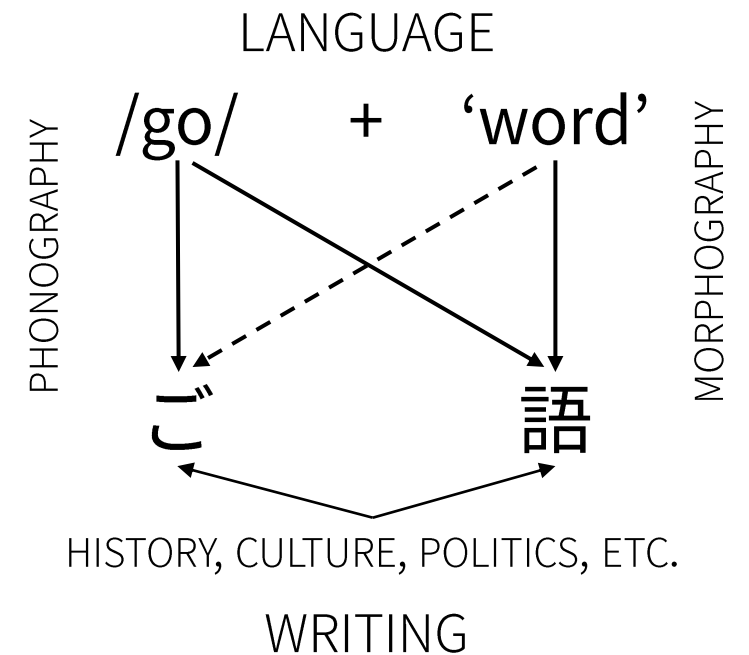 LANGUAGE
/go/ + ‘word’
PHONOGRAPHY
MORPHOGRAPHY
ご 語
HISTORY, CULTURE, POLITICS, ETC.
WRITING